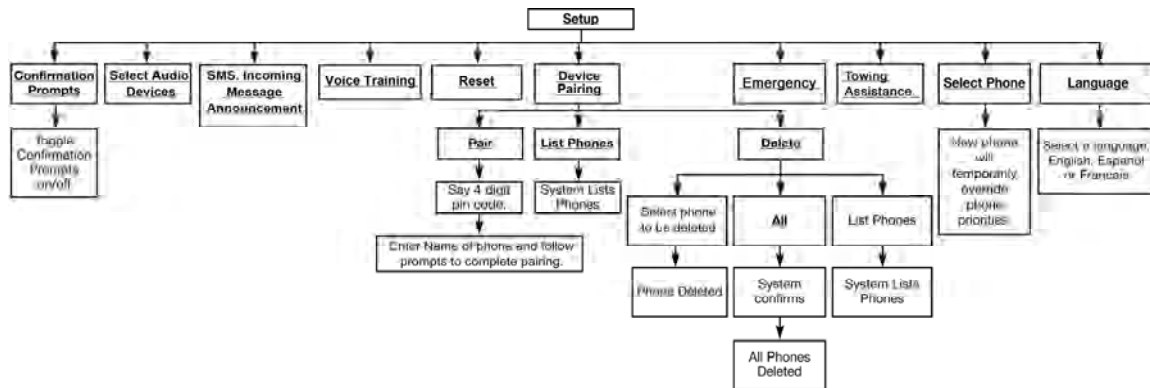 Setup
Confirmation
Prompts
Select Audio
Devices
SMS. Incoming
Message
Announcement
Voice Training
Reset
Device
Pairing
Emergency
Towing
Assistance
Select Phone
Language
Toggle
Confirmation
Prompts
on/off
Pair
List Phones
Delete
New phone
will
temporarily
override
phone
priorities.
Select a language,
English, Español
or Francais
Say 4 digit
pin code.
System Lists
Phones
Select phone
to be deleted
All
List Phones
Enter Name of phone and follow
prompts to complete pairing.
Phone Deleted
System
confirms
System Lists
Phones
All Phones
Deleted